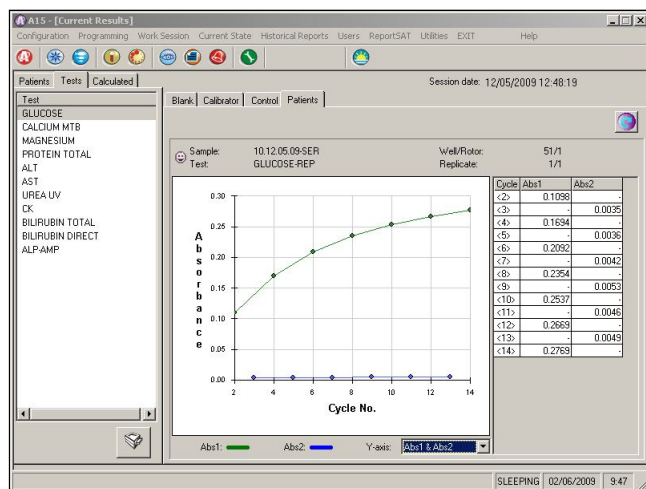 A15 - [Current Results]
Configuration Programming Work Session Current State Historical Reports Users ReportSAT Utilities EXIT Help
Patients Tests Calculated
Session date: 12/05/2009 12:48:19
Test
GLUCOSE
CALCIUM MTB
MAGNESIUM
PROTEIN TOTAL
ALT
AST
UREA UV
CK
BILIRUBIN TOTAL
BILIRUBIN DIRECT
ALP-AMP
Blank Calibrator Control Patients
Sample: 10.12.05.09-SER Well/Rotor: 51/1
Test: GLUCOSE-REP Replicate: 1/1
Absorbance
0.30
0.25
0.20
0.15
0.10
0.05
0.00
2 4 6 8 10 12 14
Cycle No.
Cycle Abs1 Abs2
<2> 0.1098 -
<3> - 0.0035
<4> 0.1694 -
<5> - 0.0036
<6> 0.2092 -
<7> - 0.0042
<8> 0.2354 -
<9> - 0.0053
<10> 0.2537 -
<11> - 0.0046
<12> 0.2669 -
<13> - 0.0049
<14> 0.2769 -
Abs1: Abs2: Y-axis: Abs1 & Abs2
SLEEPING 02/06/2009 9:47